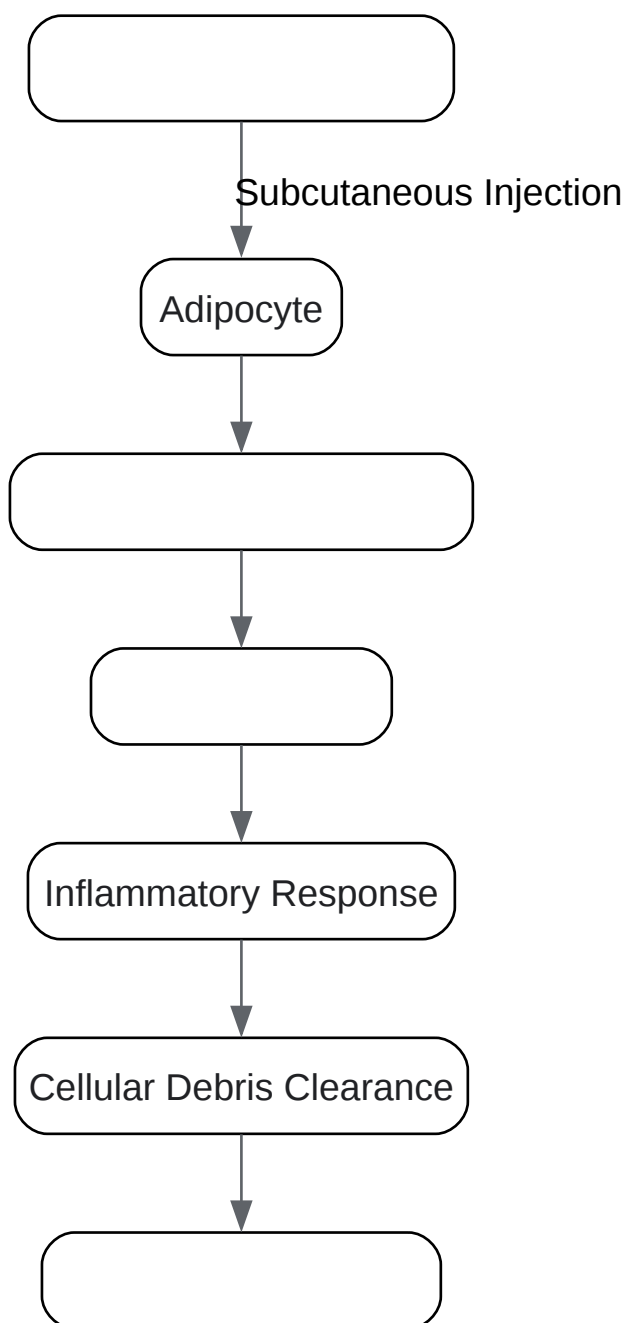 Subcutaneous Injection
Adipocyte
Inflammatory Response
Cellular Debris Clearance